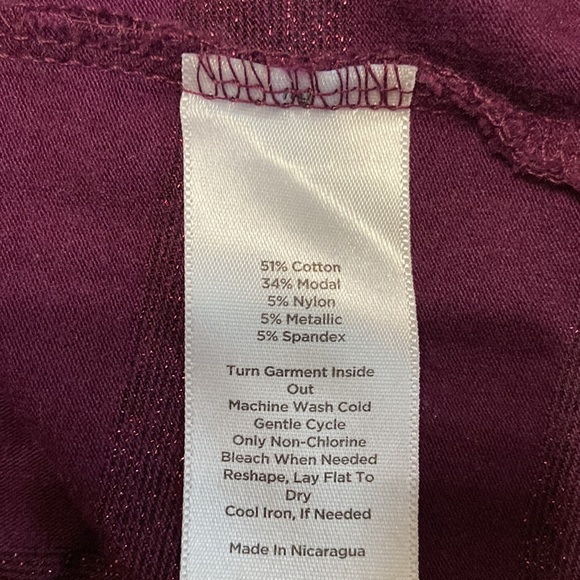 51% Cotton
34% Modal
5% Nylon
5% Metallic
5% Spandex
Turn Garment Inside
Out
Machine Wash Cold
Gentle Cycle
Only Non-Chlorine
Bleach When Needed
Reshape, Lay Flat To
Dry
Cool Iron, If Needed
Made In Nicaragua